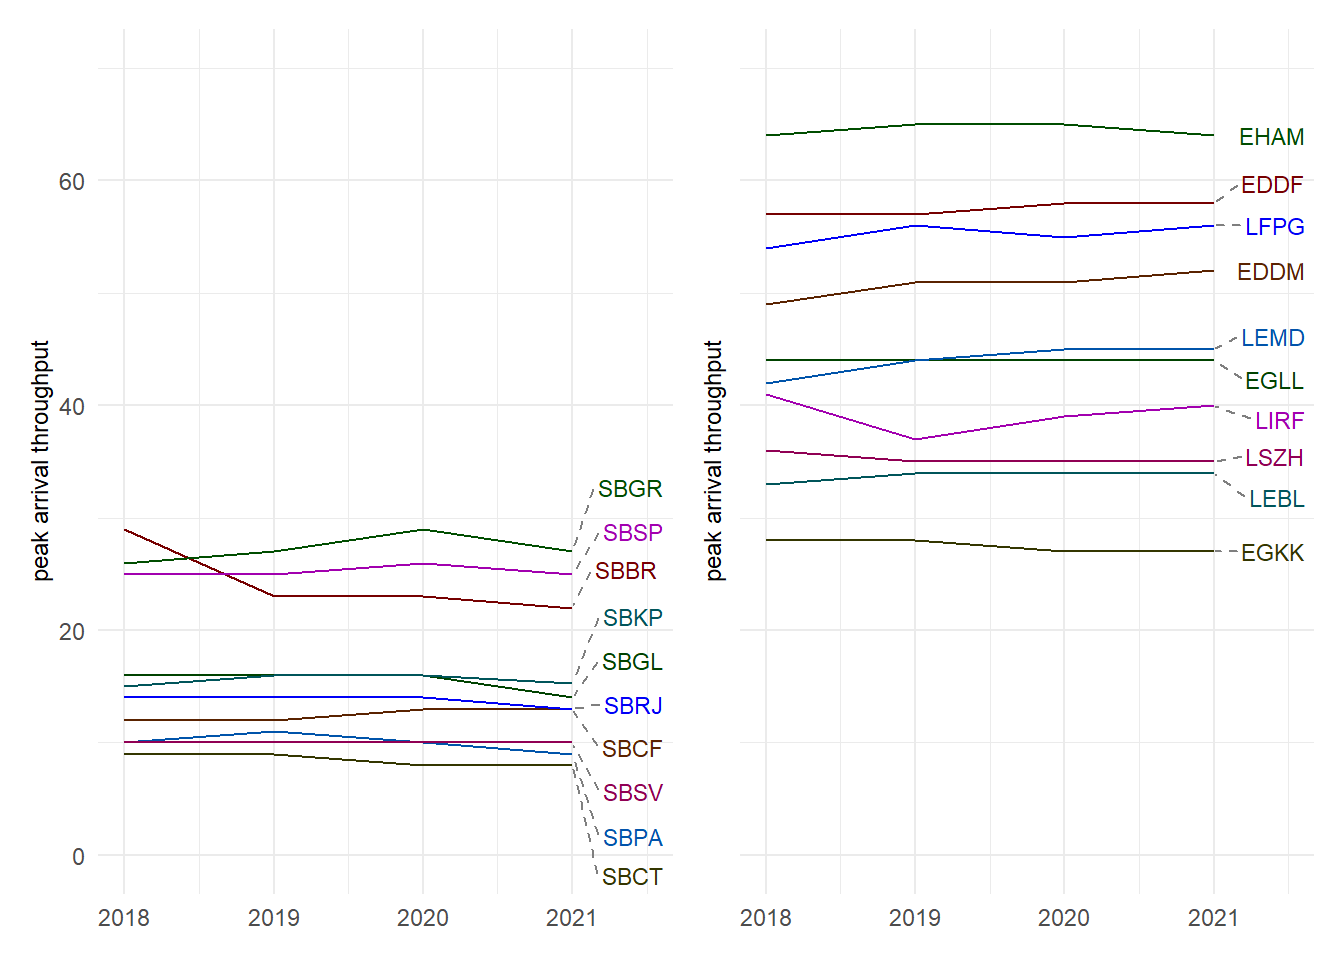 peak arrival throughput
60
40
20
0
SBGR
SBSP
SBBR
SBKP
SBGL
SBRJ
SBCF
SBSV
SBPA
SBCT
2018 2019 2020 2021
peak arrival throughput
EHAM
EDDF
LFPG
EDDM
LEMD
EGLL
LIRF
LSZH
LEBL
EGKK
2018 2019 2020 2021